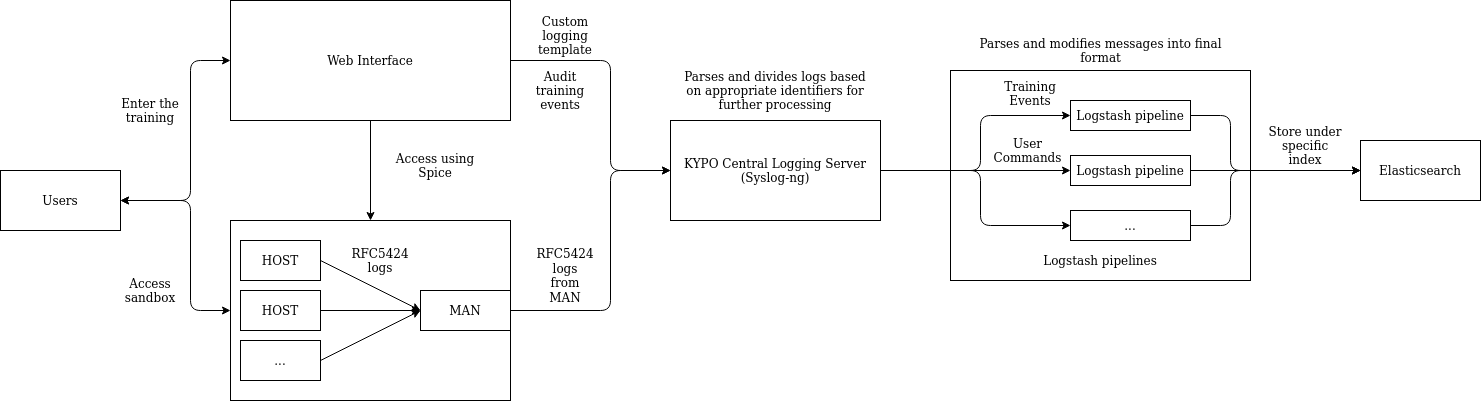 Users
Enter the
training
Access
sandbox
Web Interface
Access using
Spice
HOST
HOST
...
RFC5424
logs
MAN
Custom
logging
template
Audit
training
events
RFC5424
logs
from
MAN
Parses and divides logs based
on appropriate identifiers for
further processing
KYPO Central Logging Server
(Syslog-ng)
Parses and modifies messages into final
format
Training
Events
Logstash pipeline
User
Commands
Logstash pipeline
...
Logstash pipelines
Store under
specific
index
Elasticsearch